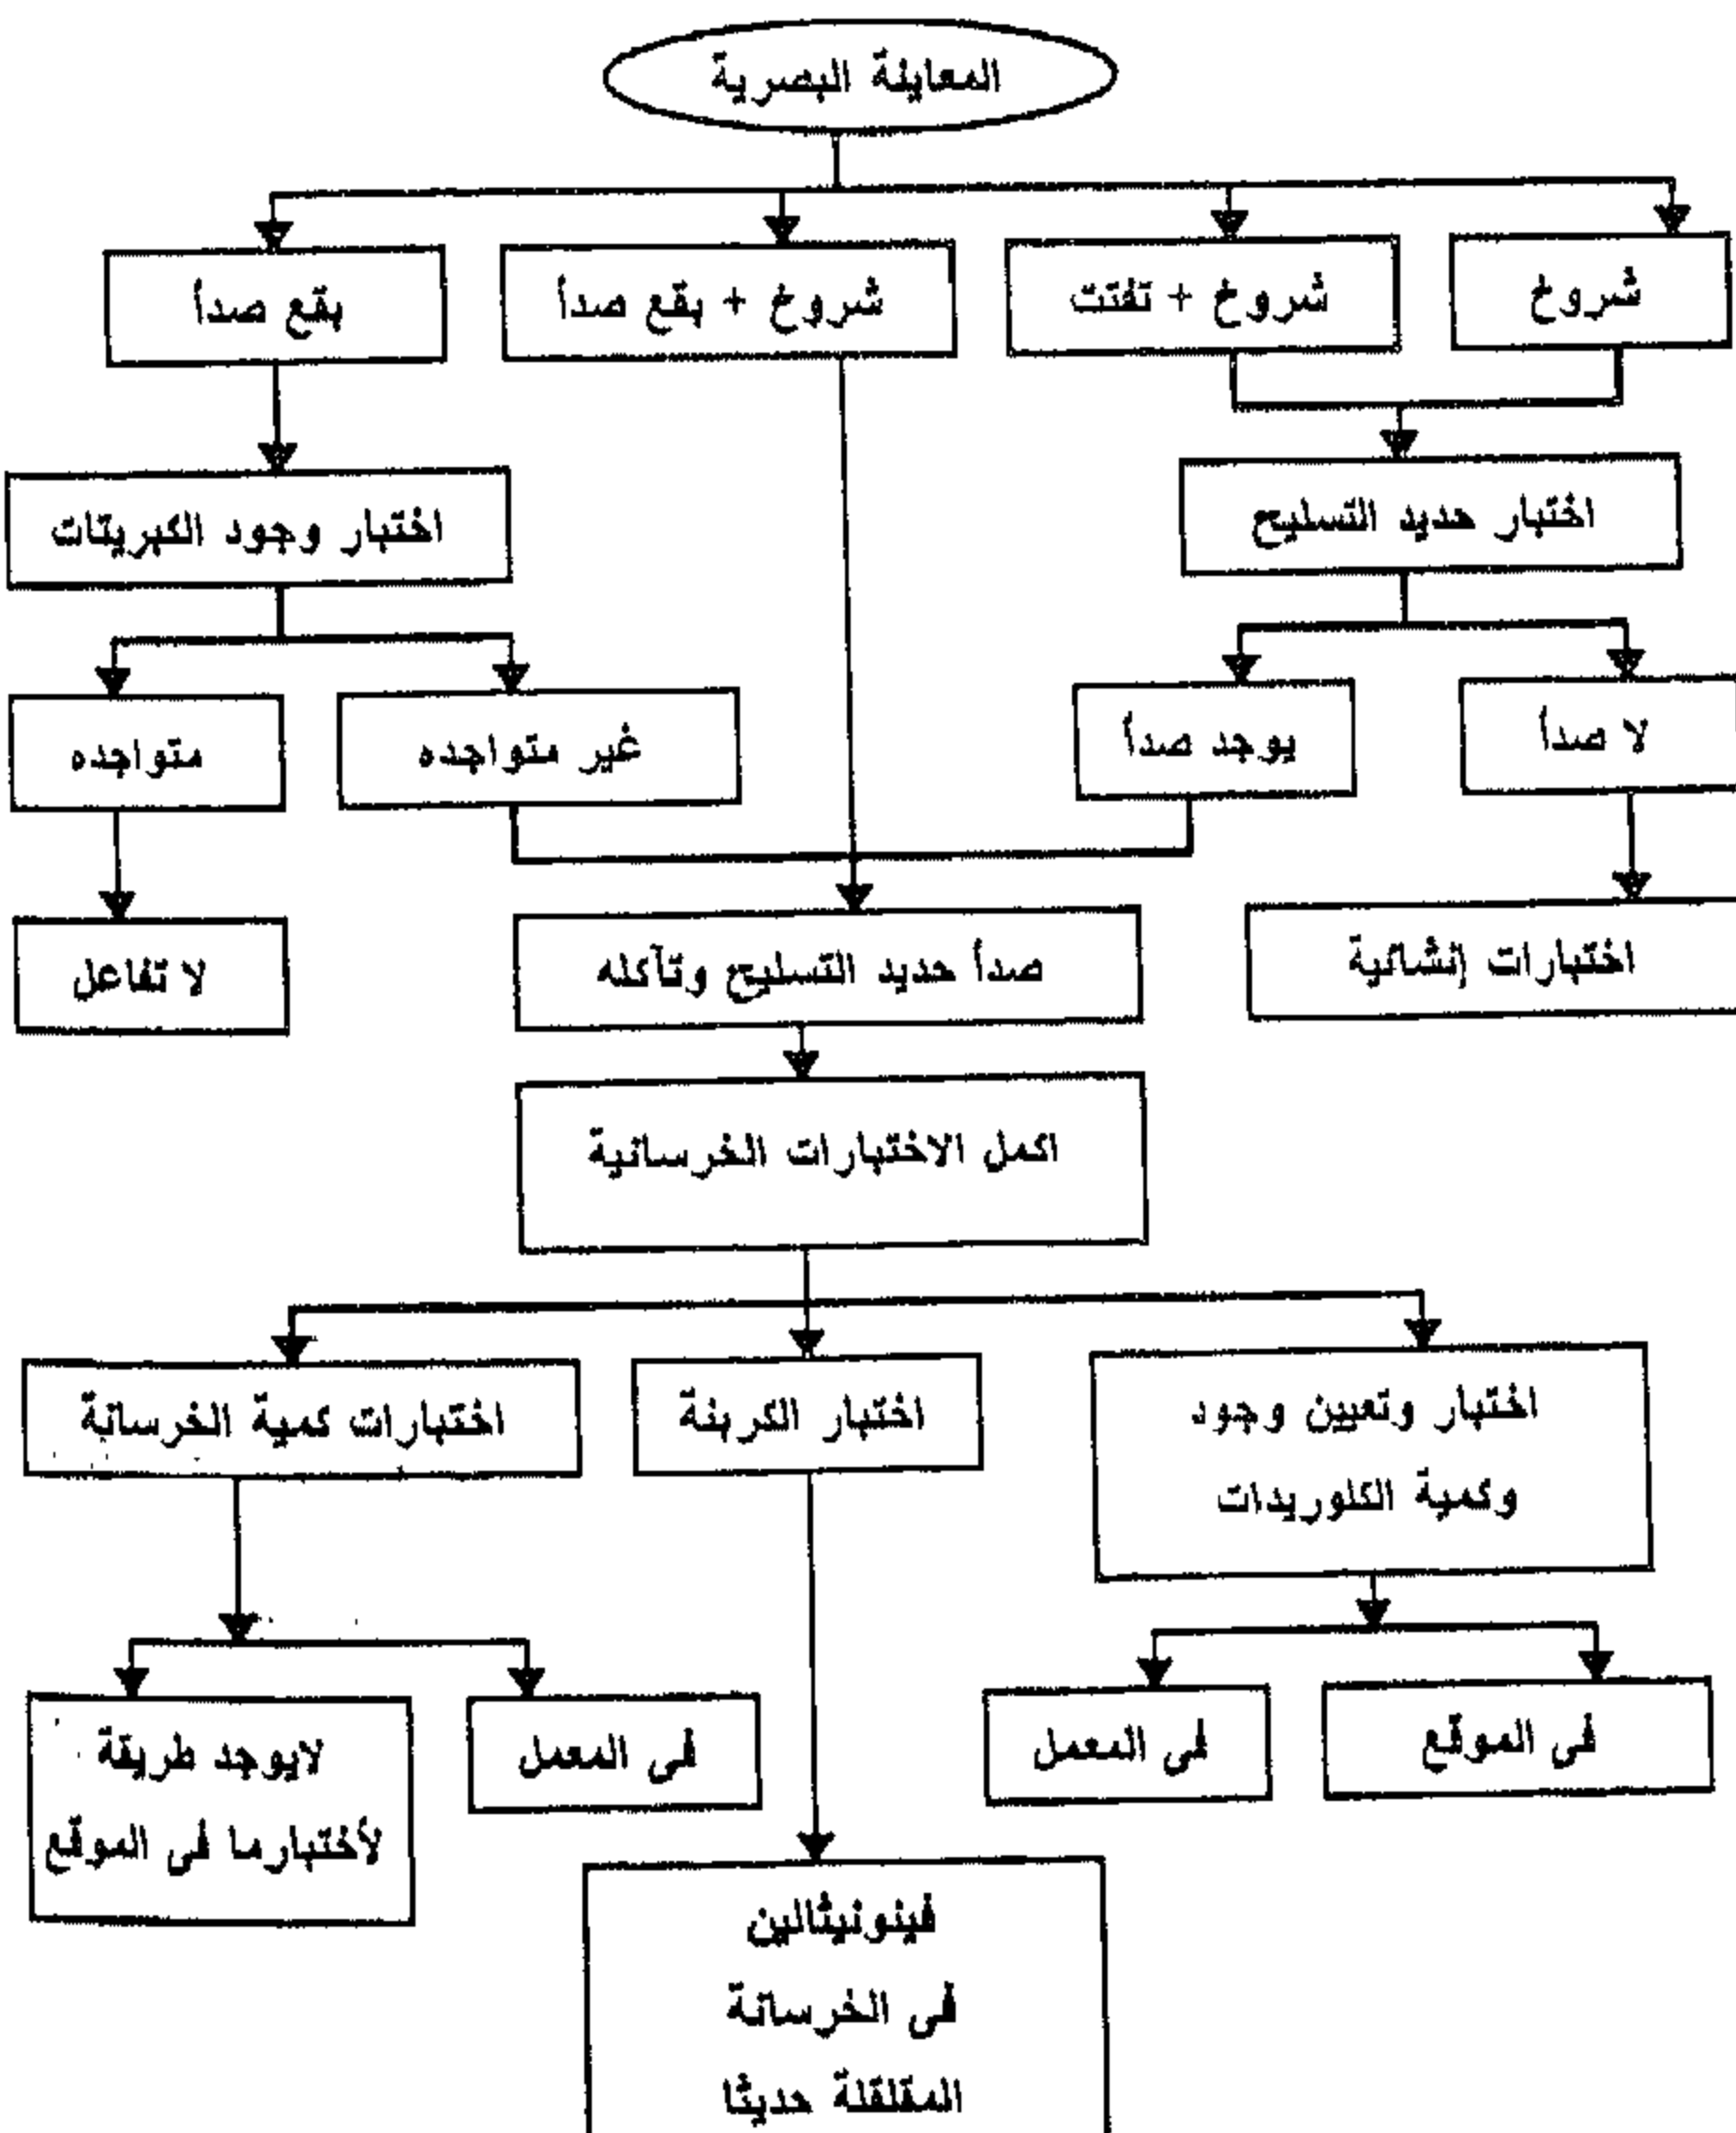 المعاينة البصرية
شروخ
شروخ + تفتت
شروخ + بقع صدأ
بقع صدأ
اختبار حديد التسليح
اختبار وجود الكبريتات
لا صدأ
يوجد صدأ
غير متواجده
متواجده
اختبارات إنشائية
صدأ حديد التسليح وتآكله
لا تفاعل
اكمل الاختبارات الخرسانية
اختبار وتعيين وجود
وكمية الكلوريدات
اختبار الكربنة
اختبارات كمية الخرسانة
فى الموقع
فى المعمل
فى المعمل
لايوجد طريقة
لأختبارما فى الموقع
فينونيثالين
فى الخرسانة
المقلقلة حديثا